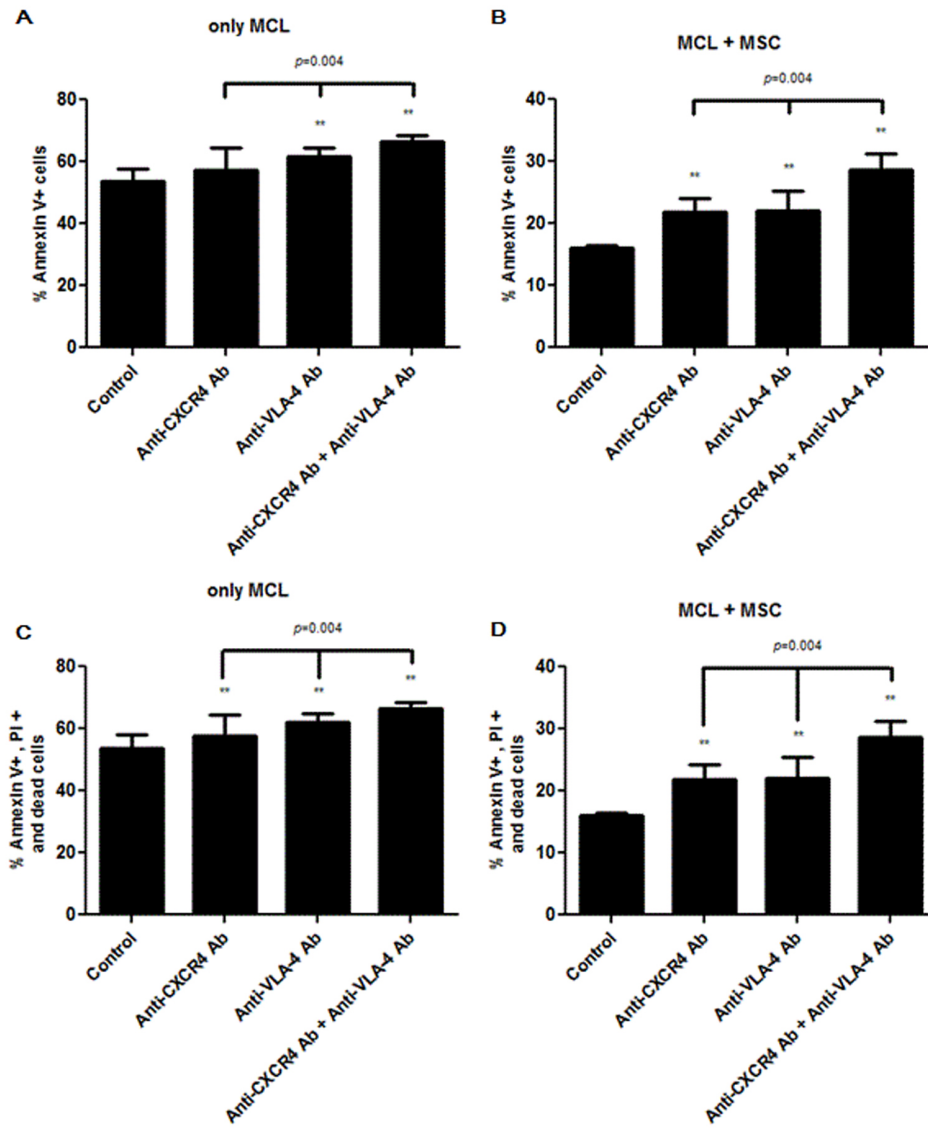 A
only MCL
p=0.004
% Annexin V+ cells
80
60
40
20
0
**
**
Control
Anti-CXCR4 Ab
Anti-VLA-4 Ab
Anti-CXCR4 Ab + Anti-VLA-4 Ab
B
MCL + MSC
p=0.004
% Annexin V+ cells
40
30
20
10
0
**
**
**
Control
Anti-CXCR4 Ab
Anti-VLA-4 Ab
Anti-CXCR4 Ab + Anti-VLA-4 Ab
C
only MCL
p=0.004
% Annexin V+, PI +
and dead cells
80
60
40
20
0
**
**
**
Control
Anti-CXCR4 Ab
Anti-VLA-4 Ab
Anti-CXCR4 Ab + Anti-VLA-4 Ab
D
MCL + MSC
p=0.004
% Annexin V+, PI +
and dead cells
40
30
20
10
0
**
**
**
Control
Anti-CXCR4 Ab
Anti-VLA-4 Ab
Anti-CXCR4 Ab + Anti-VLA-4 Ab